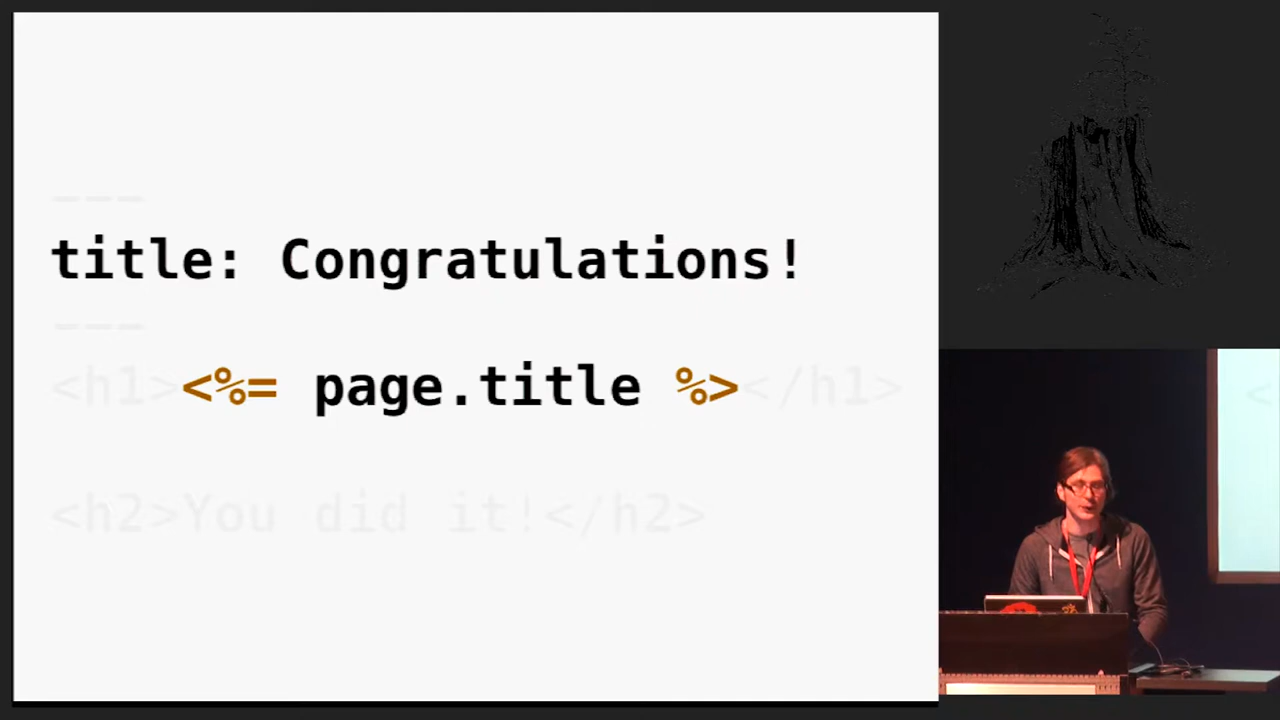 ---
title: Congratulations!
---
<h1><%= page.title %></h1>
<h2>You did it!</h2>